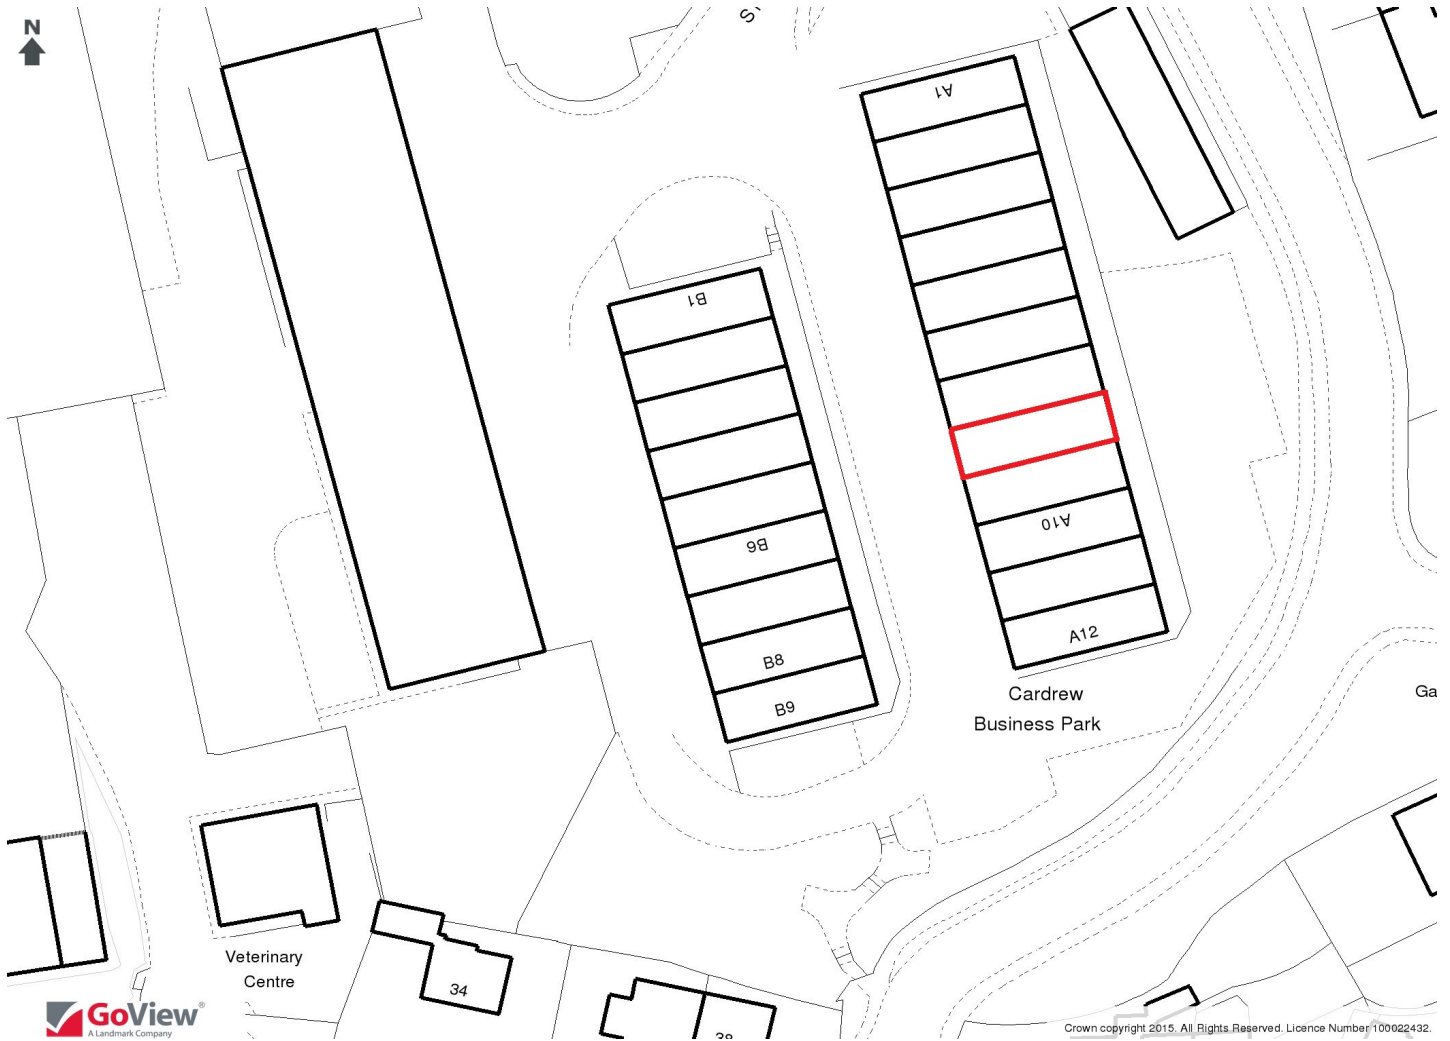 N
A1
B1
B6
A10
A12
B8
B9
Cardrew
Business Park
Ga
Veterinary
Centre
34
38
GoView®
A Landmark Company
Crown copyright 2015. All Rights Reserved. Licence Number 100022432.